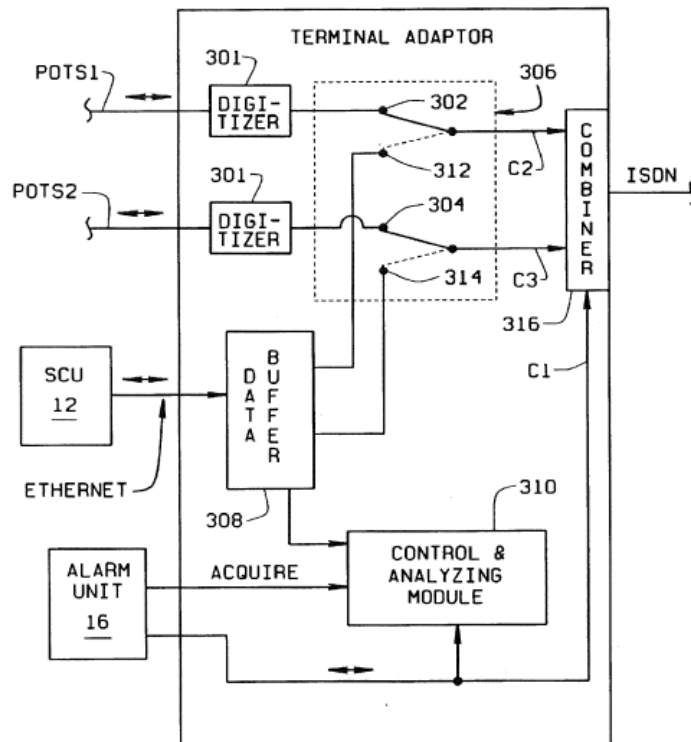 TERMINAL ADAPTOR
POTS1
301
DIGI-
TIZER
302
306
312
C2
COMBINER
ISDN
POTS2
301
DIGI-
TIZER
304
314
C3
316
C1
SCU
12
ETHERNET
DATA
BUFFER
308
310
CONTROL &
ANALYZING
MODULE
ALARM
UNIT
16
ACQUIRE